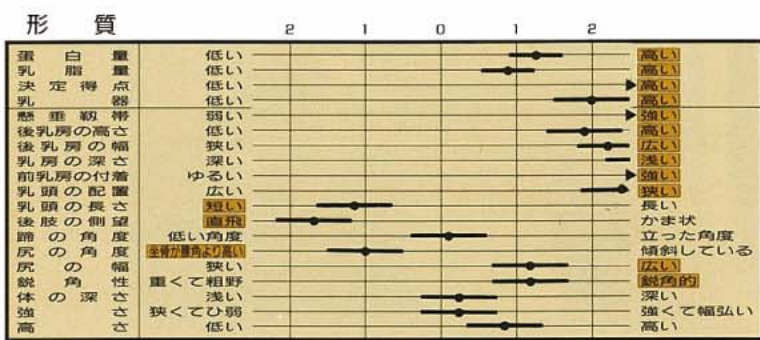 形質 2 1 0 1 2
蛋白量 低い 高い
乳脂量 低い 高い
決定得点 低い 高い
乳器 低い 高い
懸垂靱帯 弱い 強い
後乳房の高さ 低い 高い
後乳房の幅 狭い 広い
乳房の深さ 深い 浅い
前乳房の付着 ゆるい 強い
乳頭の配置 広い 狭い
乳頭の長さ 短い 長い
後肢の側望 直飛 かま状
蹄の角度 低い角度 立った角度
尻の角度 坐骨が腰角より高い 傾斜している
尻の幅 狭い 広い
鋭角性 重くて粗野 鋭角的
体の深さ 浅い 深い
強さ 狭くてひ弱 強くて幅弘い
高さ 低い 高い